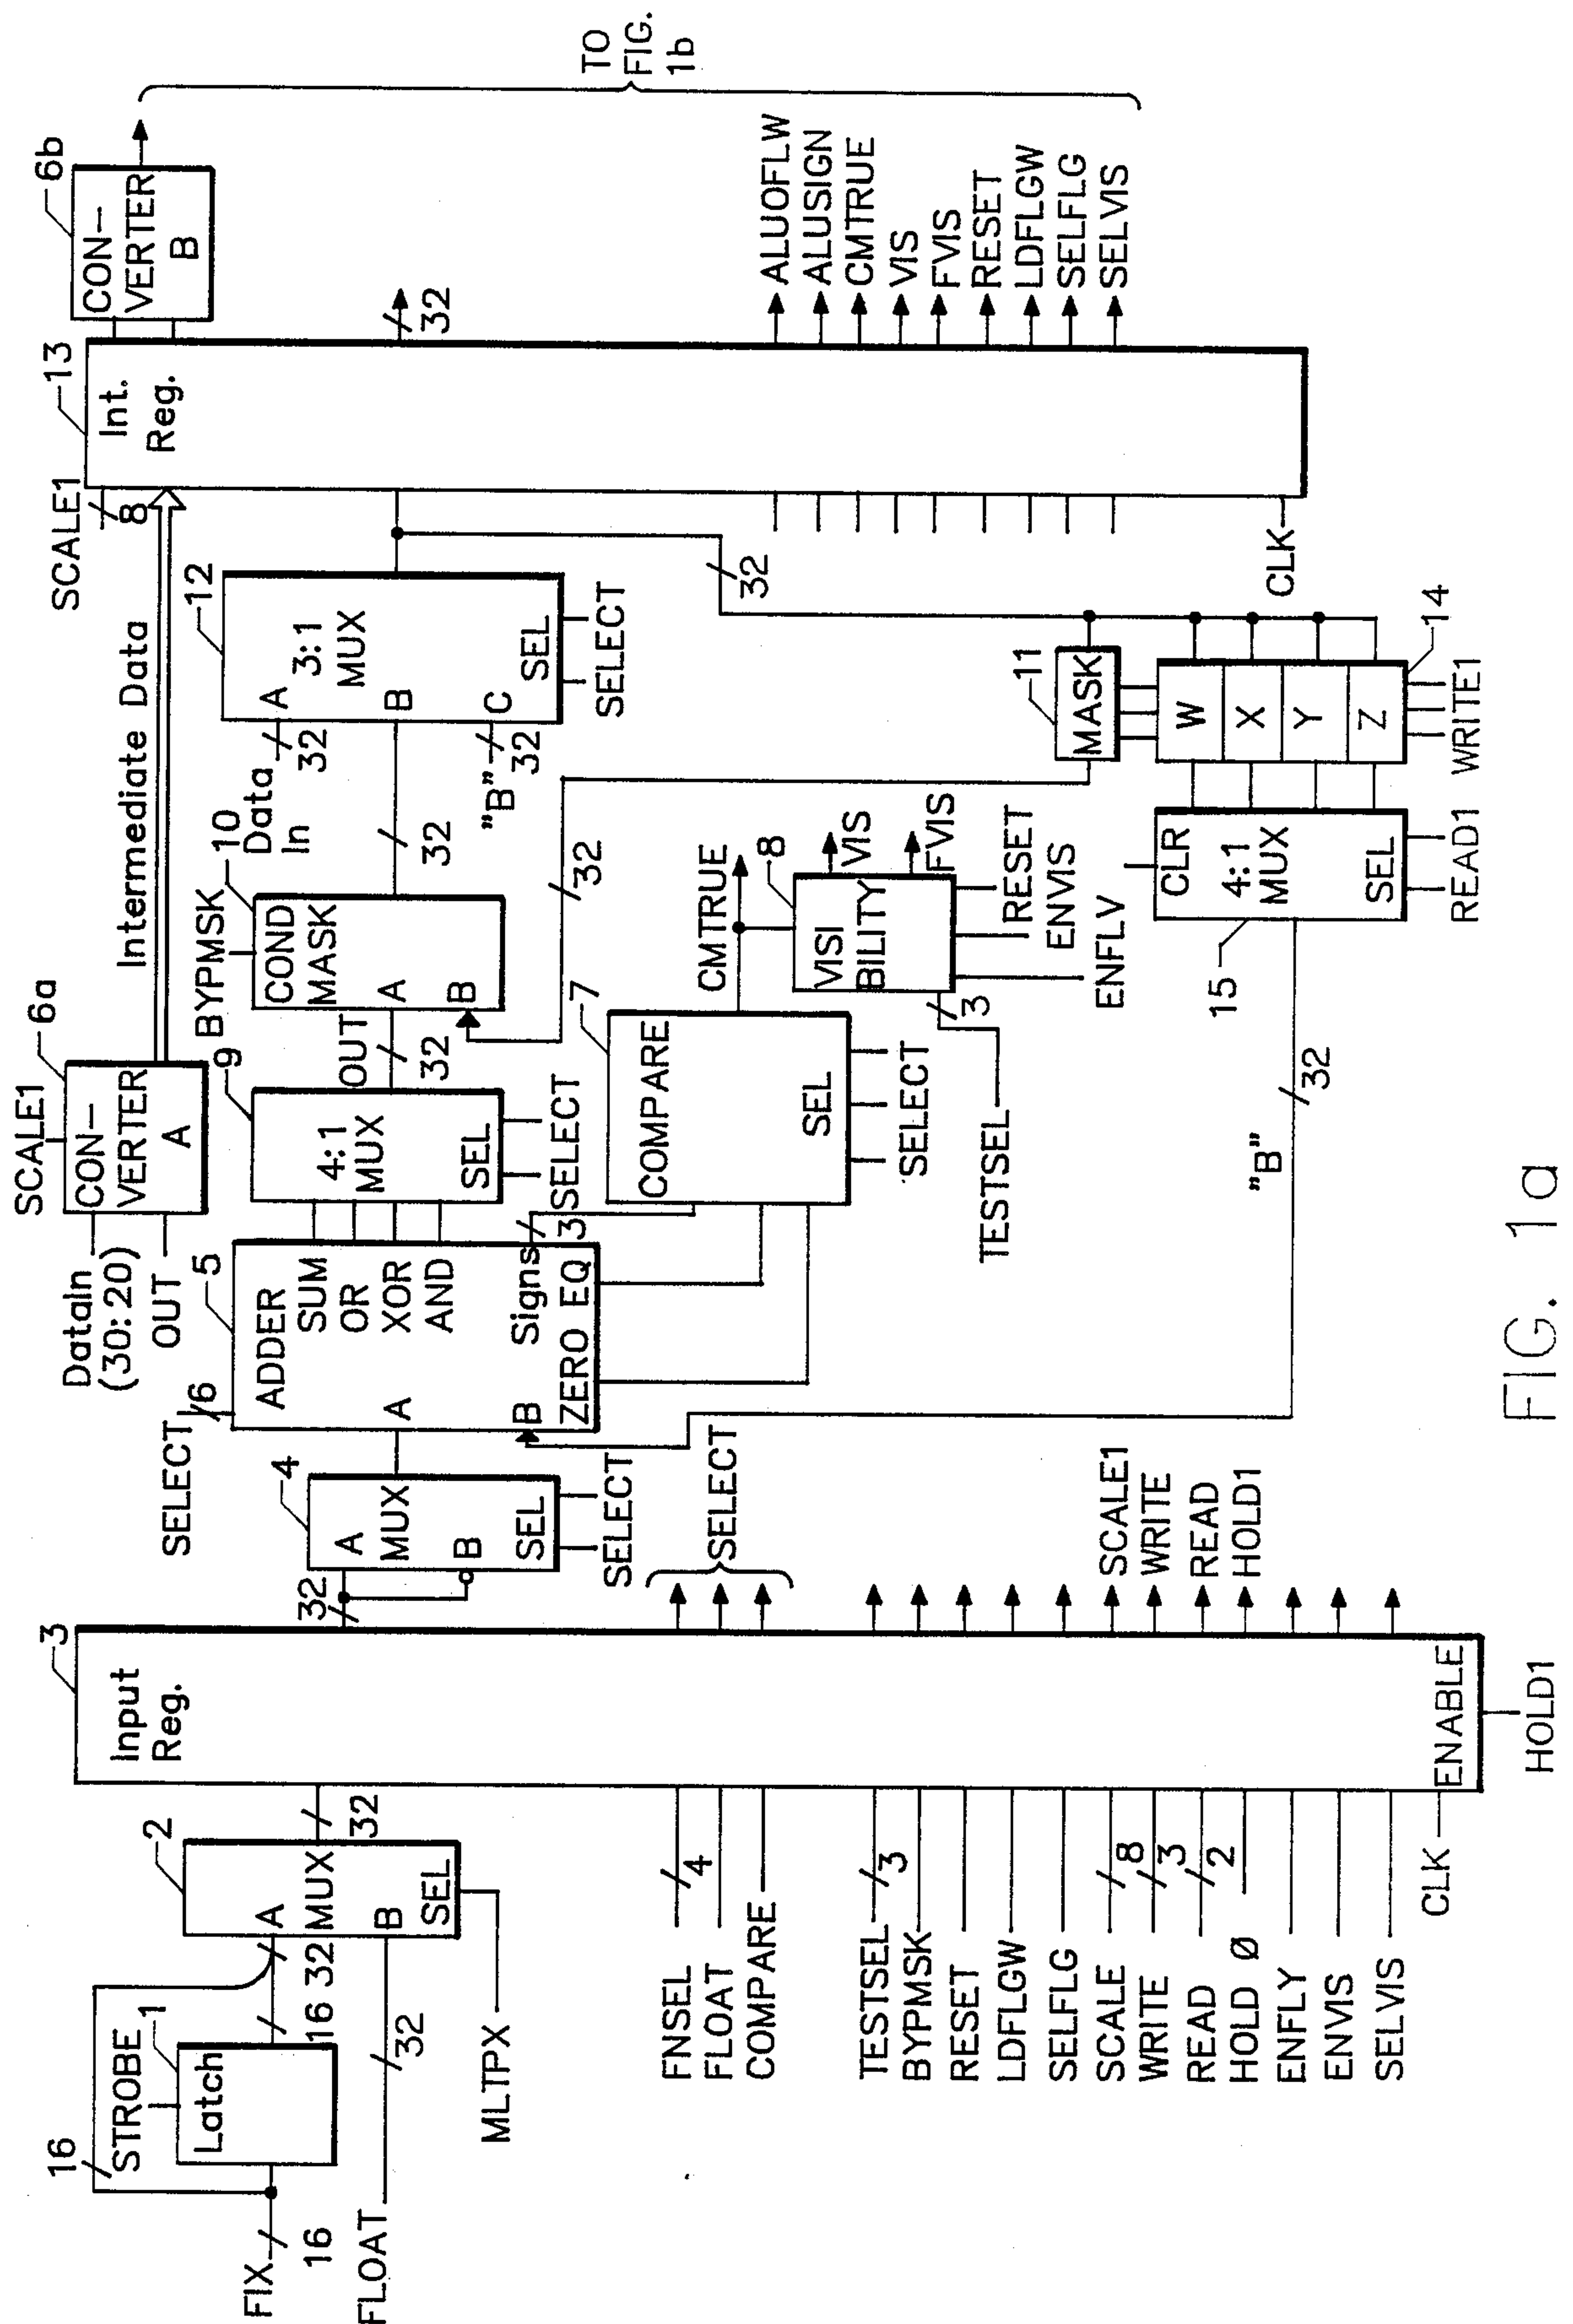 FIX
16
16
STROBE
1
Latch
16
32
FLOAT
32
MLTPX
2
A
MUX
B
SEL
32
3
Input
Reg.
FNSEL
4
FLOAT
COMPARE
TESTSEL
3
BYPMSK
RESET
LDFLGW
SELFLG
SCALE
8
WRITE
3
READ
2
HOLD Ø
ENFLY
ENVIS
SELVIS
CLK
ENABLE
HOLD1
32
SELECT
SCALE1
WRITE
READ
HOLD1
4
A
MUX
B
SEL
SELECT
SELECT
6
5
ADDER
SUM
OR
XOR
AND
A
B
Signs
ZERO EQ
3
DataIn
(30:20)
OUT
SCALE1
6a
CON-
VERTER
A
Intermediate Data
9
4:1
MUX
SEL
SELECT
OUT
32
BYPMSK
10
COND
MASK
A
B
32
32
7
COMPARE
SEL
SELECT
CMTRUE
8
VISI
BILITY
VIS
FVIS
3
TESTSEL
RESET
ENVIS
ENFLV
Data
In
32
"B"
32
12
A
3:1
MUX
B
C
SEL
SELECT
32
11
MASK
W
X
Y
Z
14
WRITE1
CLR
4:1
MUX
SEL
15
READ1
"B"
32
SCALE1
8
13
Int.
Reg.
CLK
6b
CON-
VERTER
B
32
ALUOFLW
ALUSIGN
CMTRUE
VIS
FVIS
RESET
LDFLGW
SELFLG
SELVIS
TO
FIG.
1b
FIG. 1a